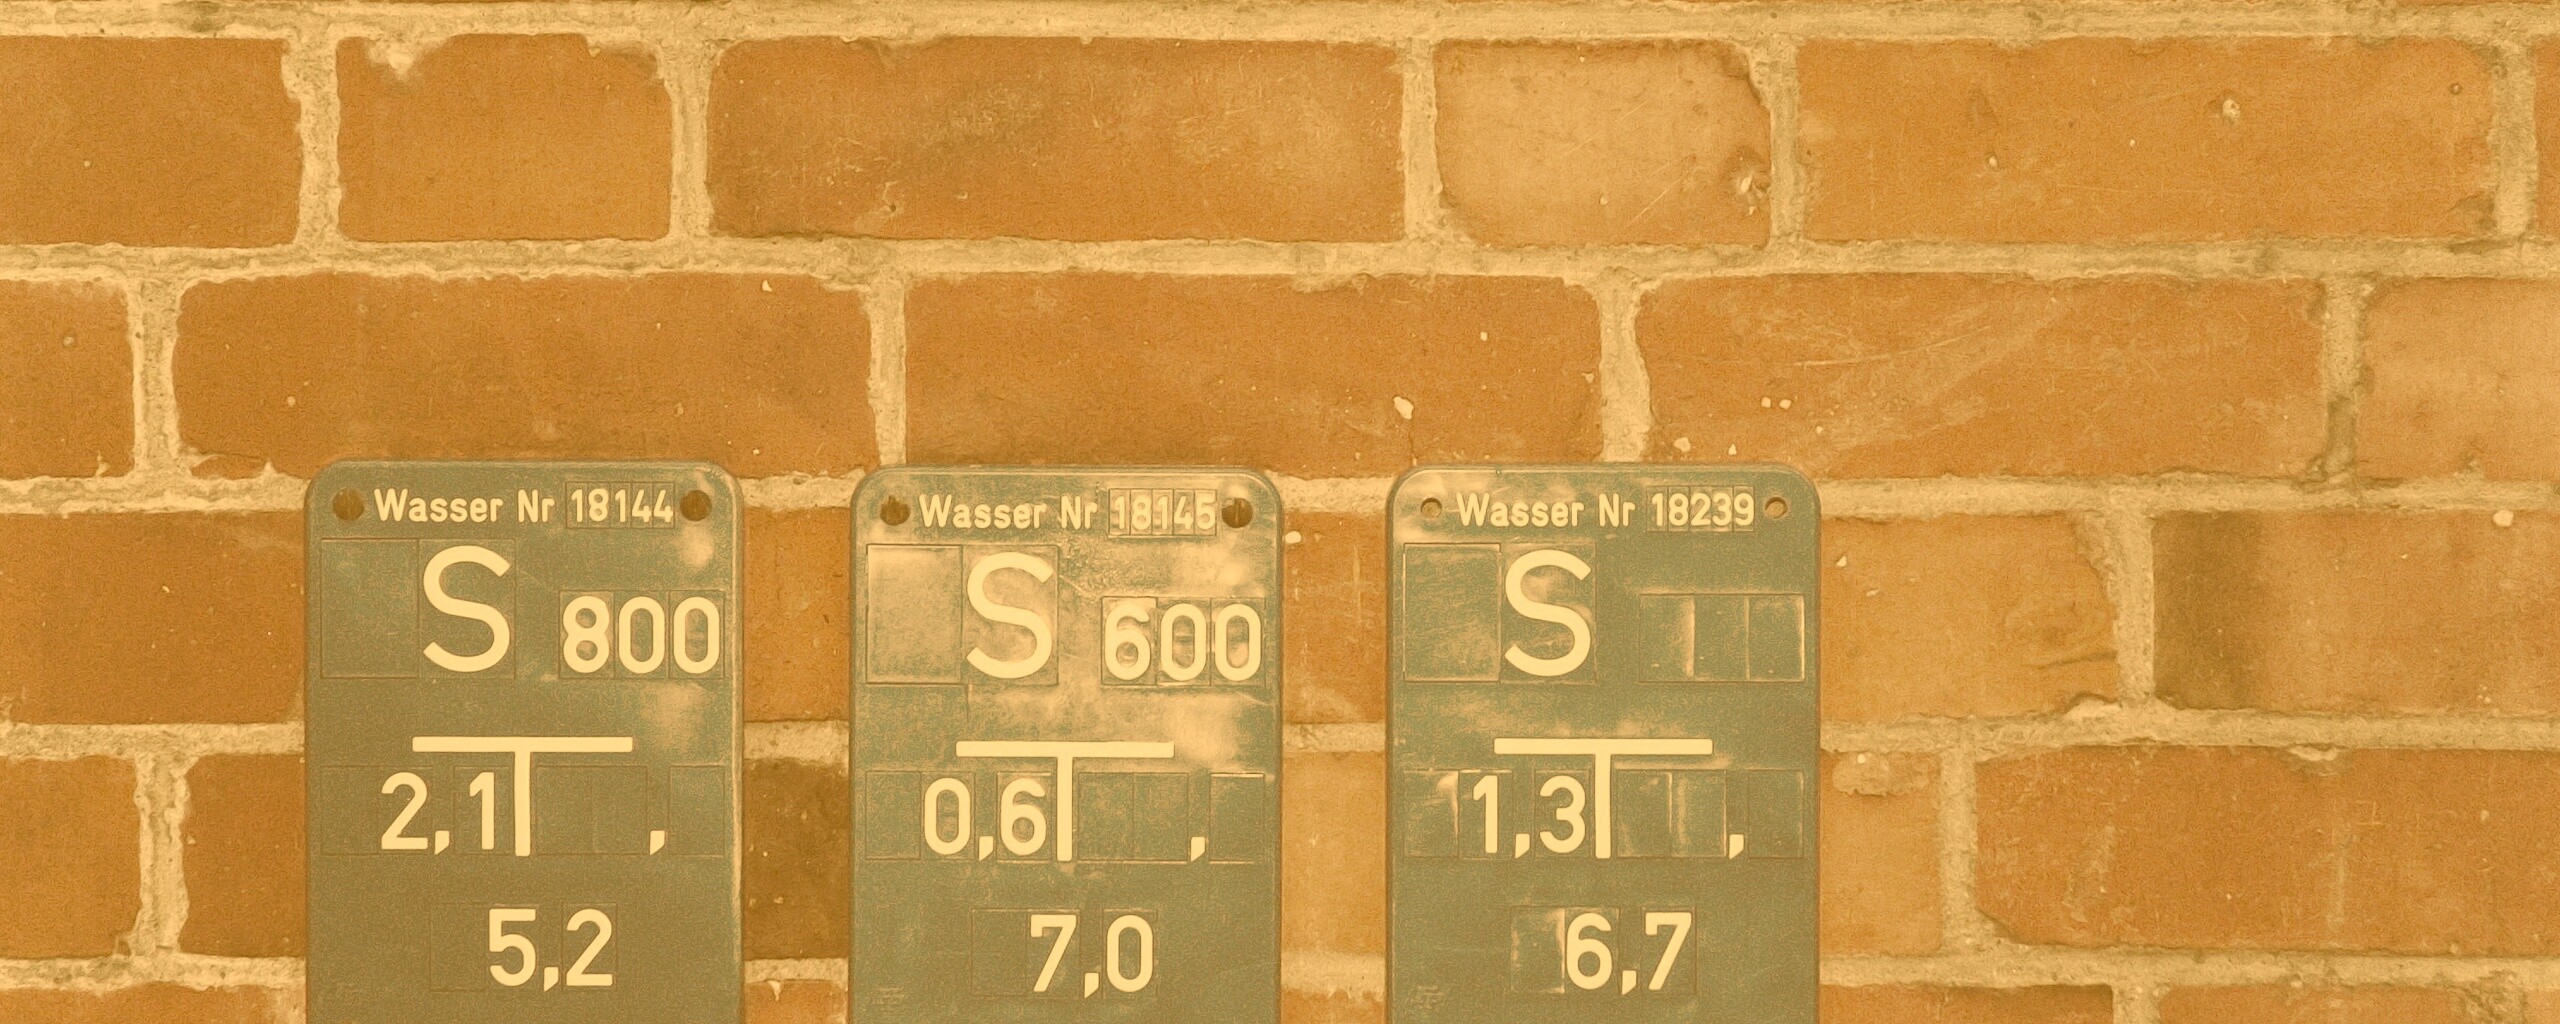 Wasser Nr 18144
S 800
2,1 ,
5,2
Wasser Nr 18145
S 600
0,6 ,
7,0
Wasser Nr 18239
S
1,3 ,
6,7